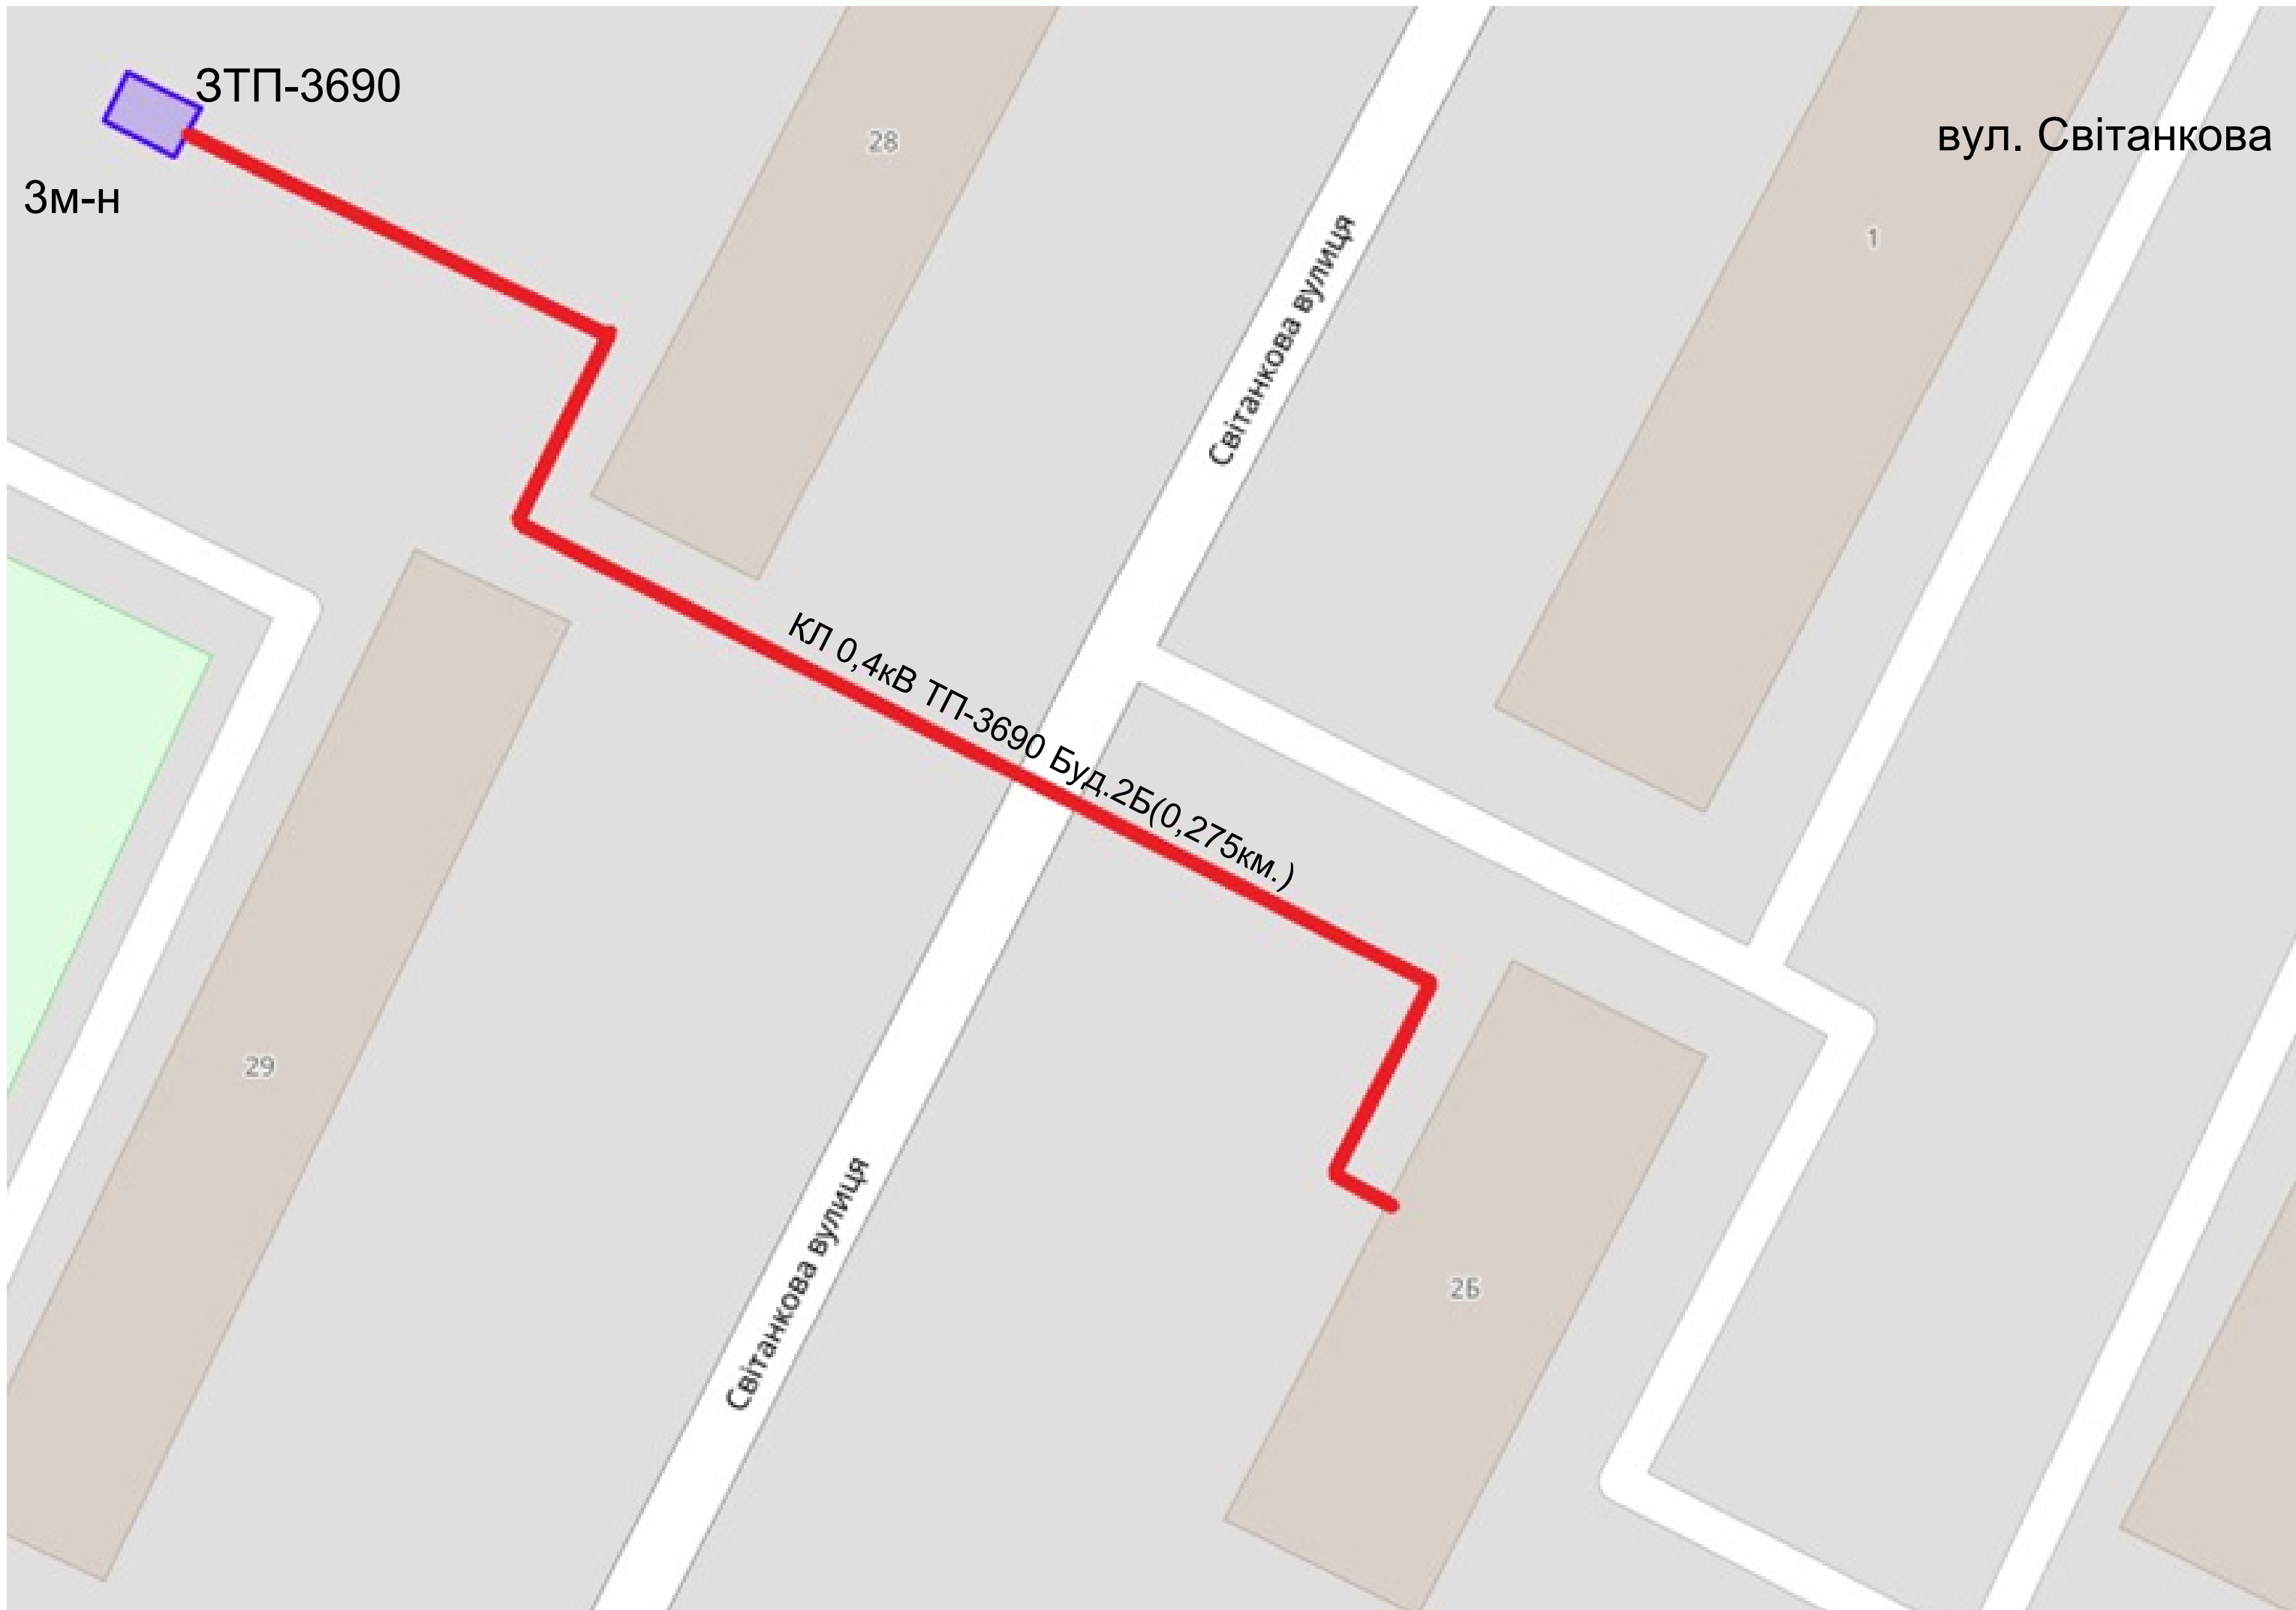 ЗТП-3690
28
вул. Світанкова
3м-н
1
Світанкова вулиця
КЛ 0,4кВ ТП-3690 Буд.2Б(0,275км.)
29
Світанкова вулиця
2Б